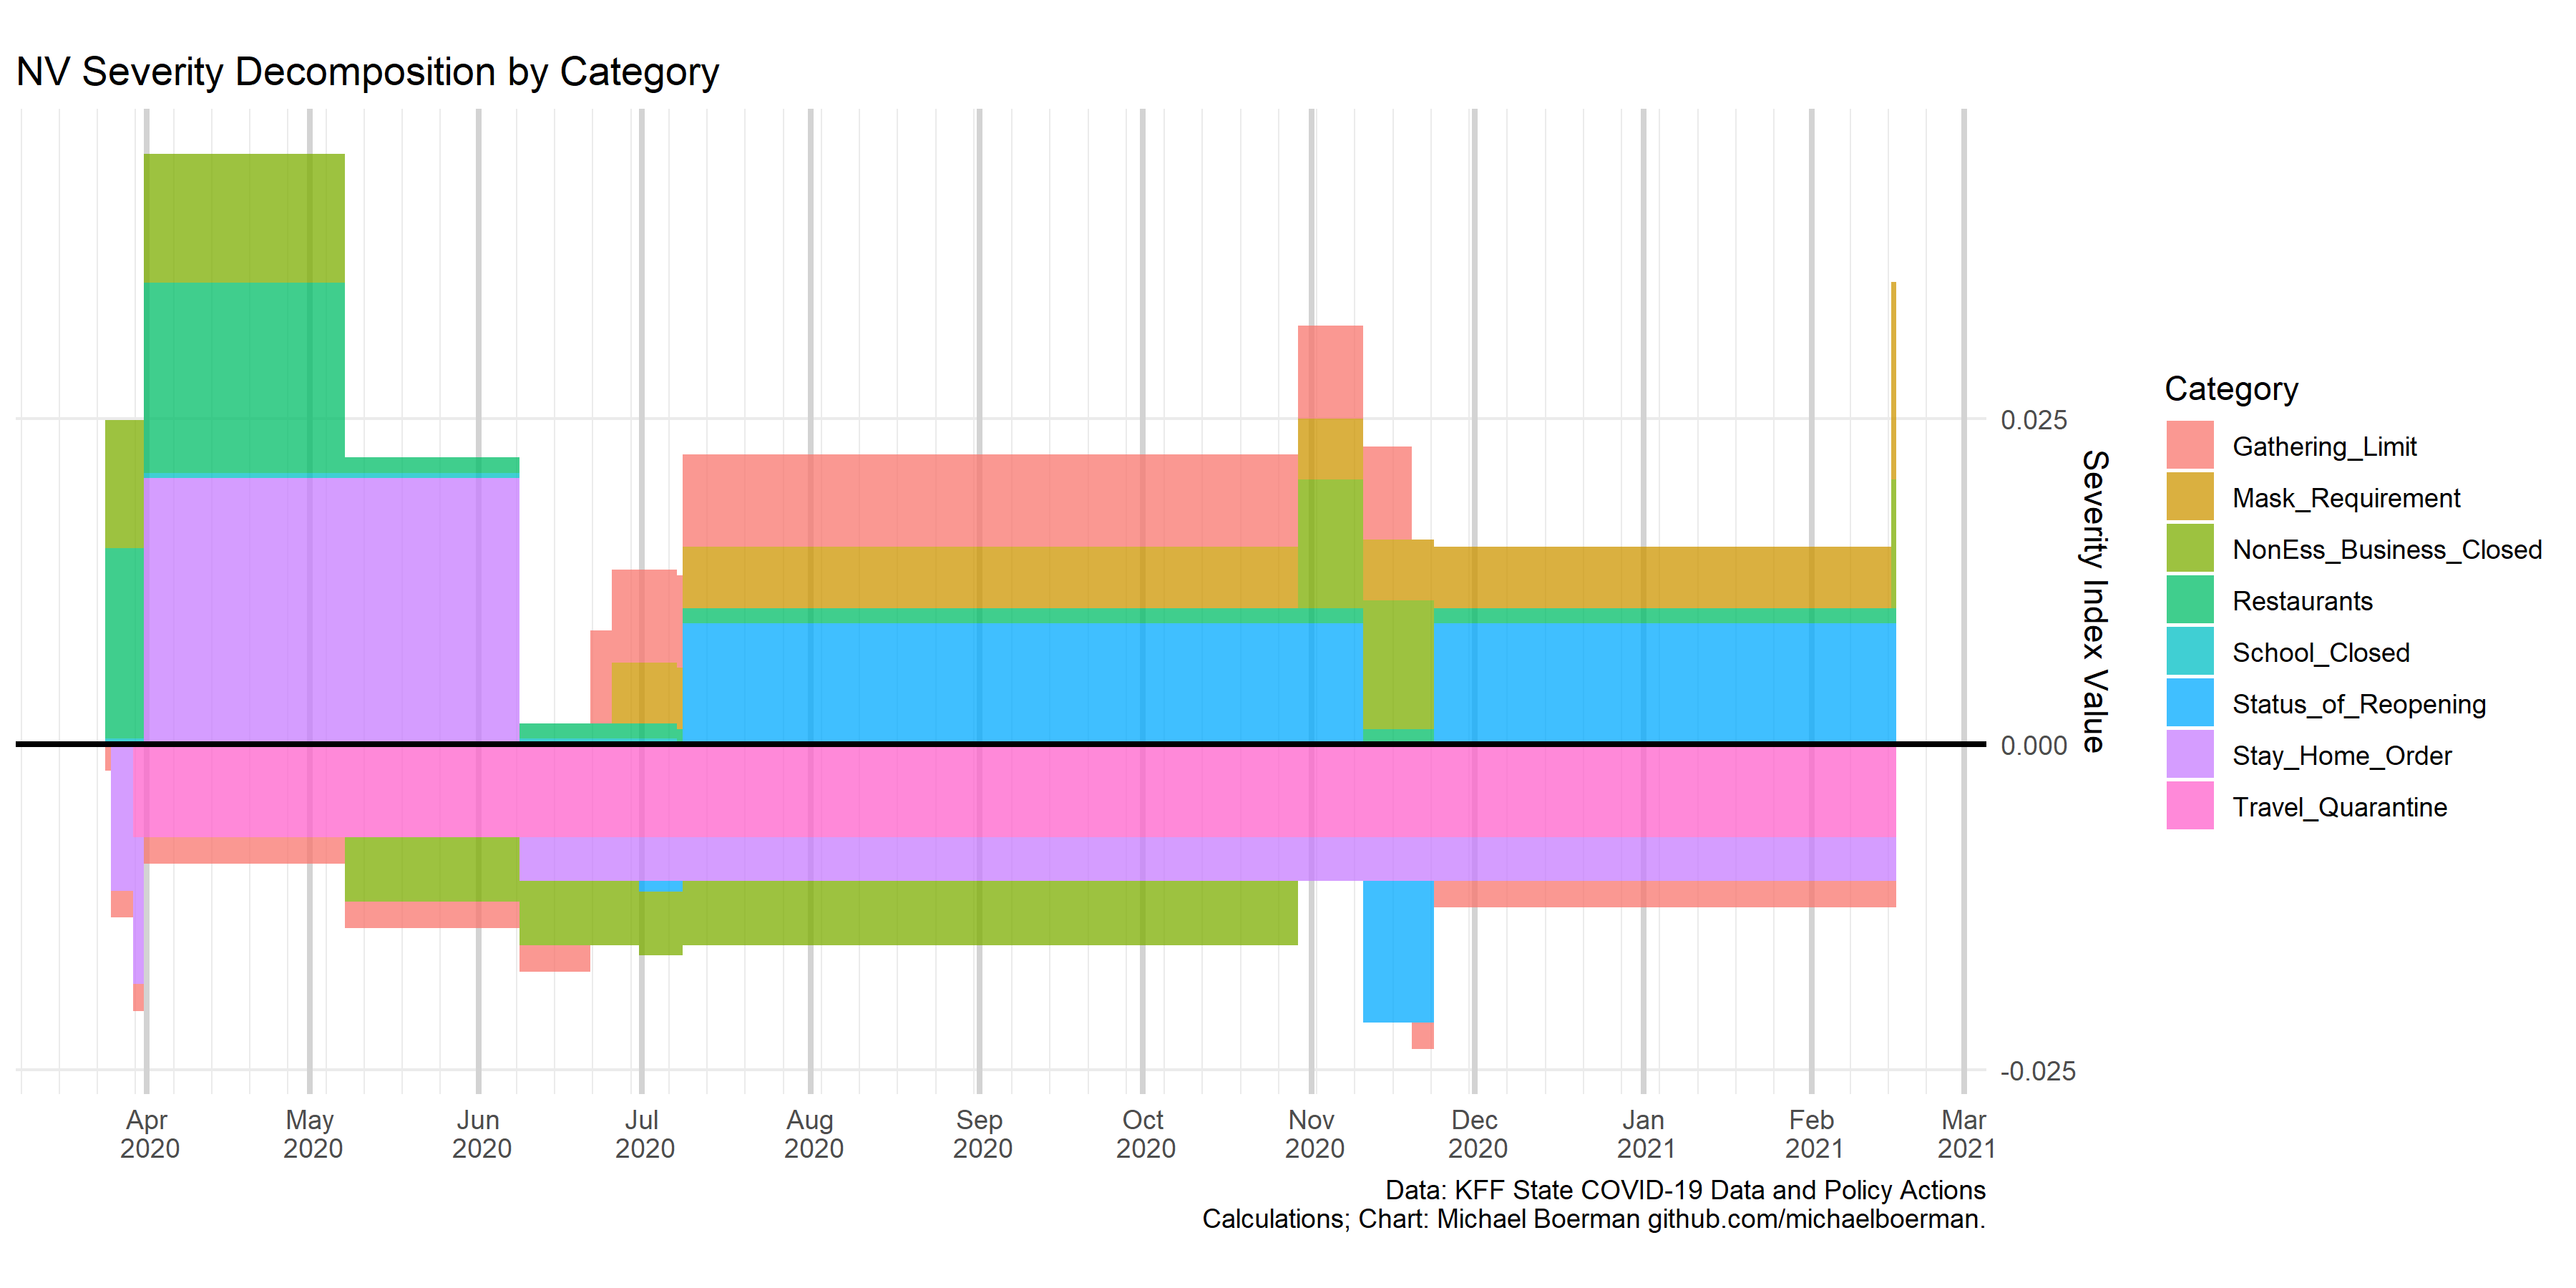 NV Severity Decomposition by Category
0.025
0.000
-0.025
Severity Index Value
Apr
2020
May
2020
Jun
2020
Jul
2020
Aug
2020
Sep
2020
Oct
2020
Nov
2020
Dec
2020
Jan
2021
Feb
2021
Mar
2021
Category
Gathering_Limit
Mask_Requirement
NonEss_Business_Closed
Restaurants
School_Closed
Status_of_Reopening
Stay_Home_Order
Travel_Quarantine
Data: KFF State COVID-19 Data and Policy Actions
Calculations; Chart: Michael Boerman github.com/michaelboerman.